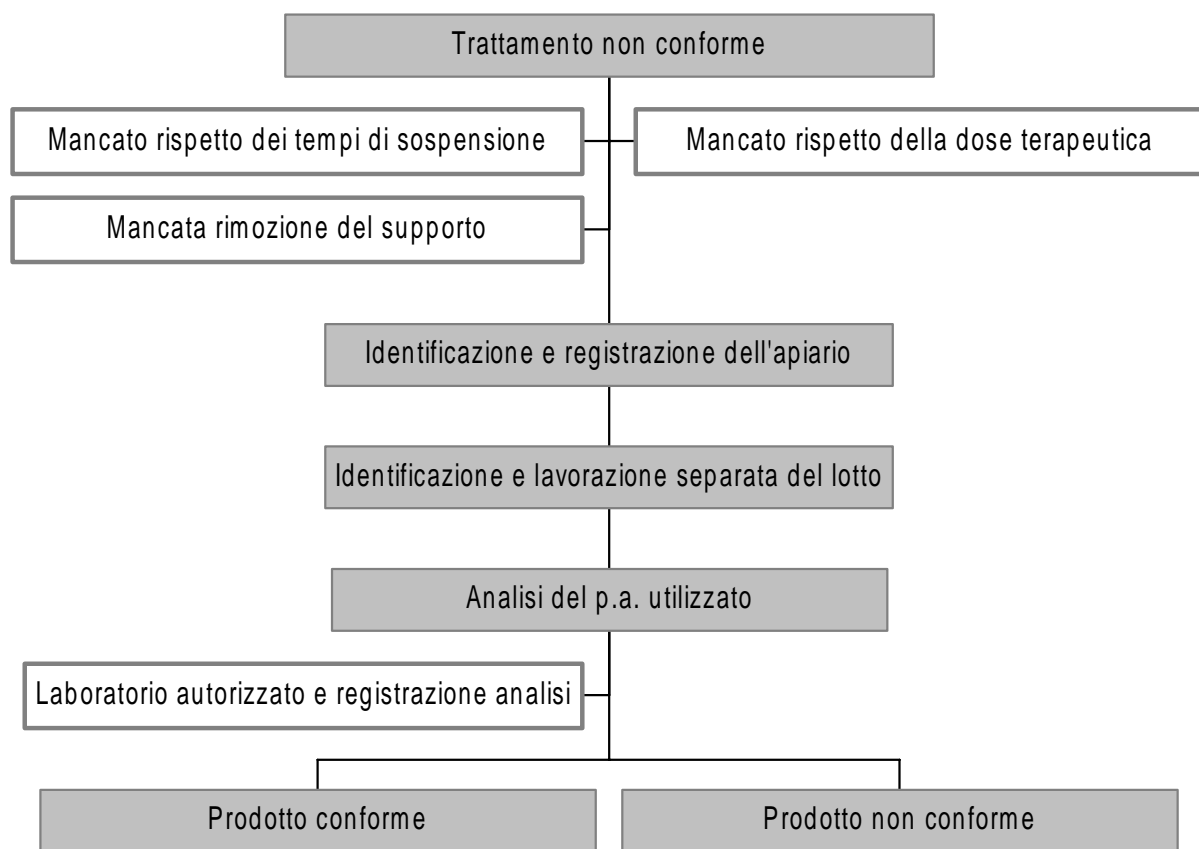 Trattamento non conforme
Mancato rispetto dei tempi di sospensione
Mancato rispetto della dose terapeutica
Mancata rimozione del supporto
Identificazione e registrazione dell'apiario
Identificazione e lavorazione separata del lotto
Analisi del p.a. utilizzato
Laboratorio autorizzato e registrazione analisi
Prodotto conforme
Prodotto non conforme